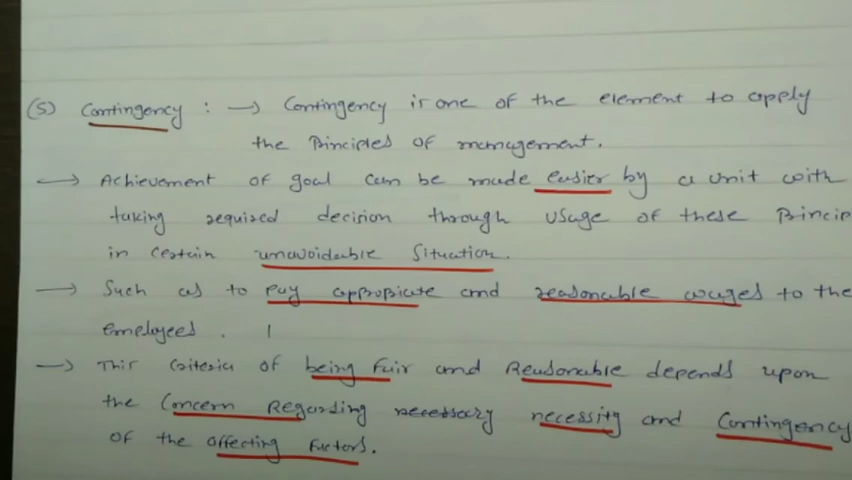 (5) Contingency : → Contingency is one of the element to apply
the Principles of management.
→ Achievement of goal can be made easier by a unit with
taking required decision through usage of these Princip
in certain unavoidable situation.
→ Such as to pay appropriate and reasonable wages to the
employees.
→ This criteria of being fair and Reasonable depends upon
the Concern Regarding necessary necessity and Contingency
of the affecting factors.